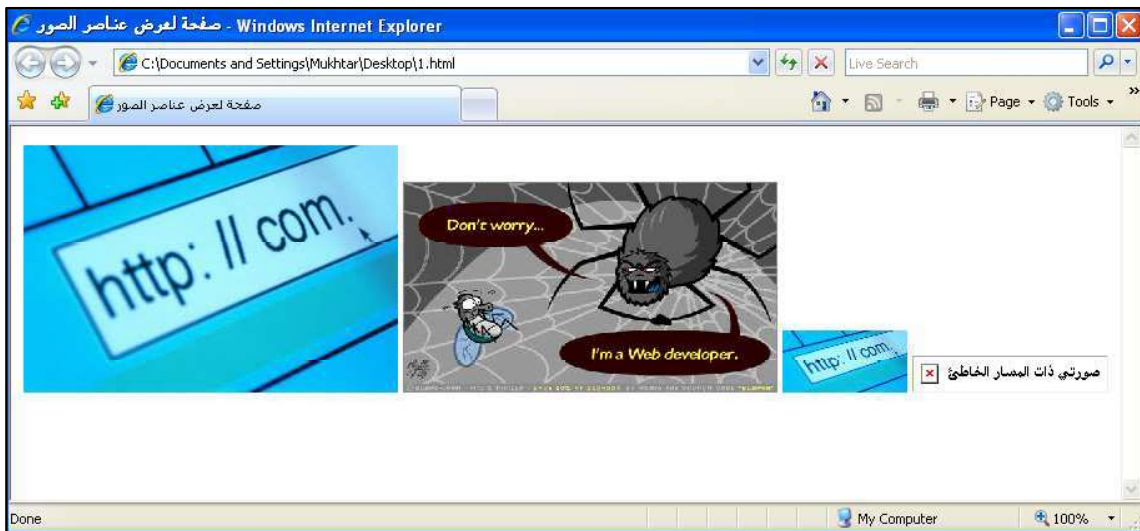 صفحة لعرض عناصر الصور - Windows Internet Explorer
C:\Documents and Settings\Mukhtar\Desktop\1.html
Live Search
صفحة لعرض عناصر الصور
Page
Tools
»
http: // com.
Don't worry...
I'm a Web developer.
http: // com.
صورتي ذات المسار الخاطئ
Done
My Computer
100%